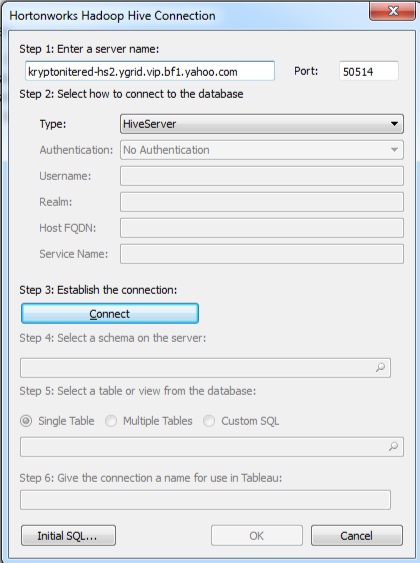 Hortonworks Hadoop Hive Connection
x
Step 1: Enter a server name:
kryptonitered-hs2.ygrid.vip.bf1.yahoo.com Port: 50514
Step 2: Select how to connect to the database
Type: HiveServer
Authentication: No Authentication
Username:
Realm:
Host FQDN:
Service Name:
Step 3: Establish the connection:
Connect
Step 4: Select a schema on the server:
Step 5: Select a table or view from the database:
Single Table Multiple Tables Custom SQL
Step 6: Give the connection a name for use in Tableau:
Initial SQL... OK Cancel